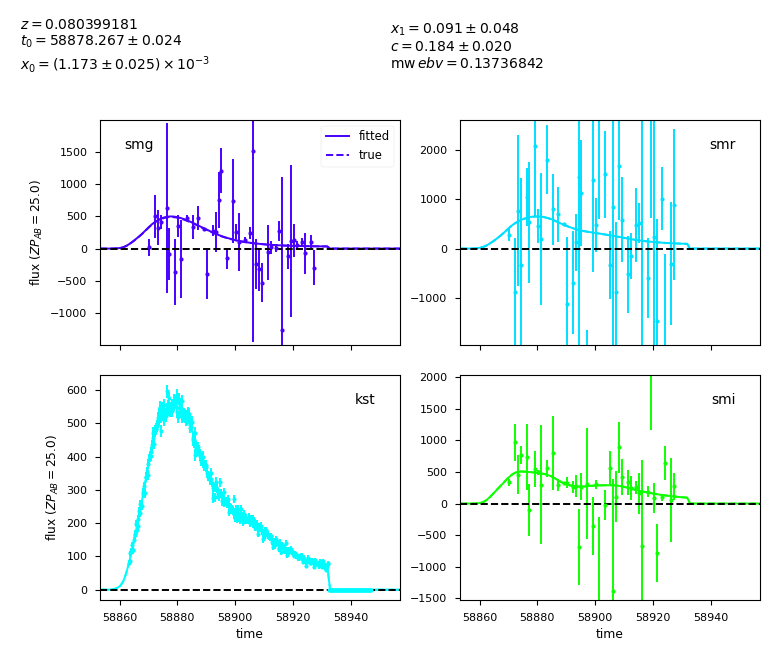 z = 0.080399181
t₀ = 58878.267 ± 0.024
x₀ = (1.173 ± 0.025) × 10⁻³
x₁ = 0.091 ± 0.048
c = 0.184 ± 0.020
mw ebv = 0.13736842
smg
fitted
true
1500
1000
500
0
−500
−1000
flux (ZP_AB = 25.0)
smr
2000
1000
0
−1000
kst
600
500
400
300
200
100
0
flux (ZP_AB = 25.0)
58860 58880 58900 58920 58940
time
smi
2000
1500
1000
500
0
−500
−1000
−1500
58860 58880 58900 58920 58940
time